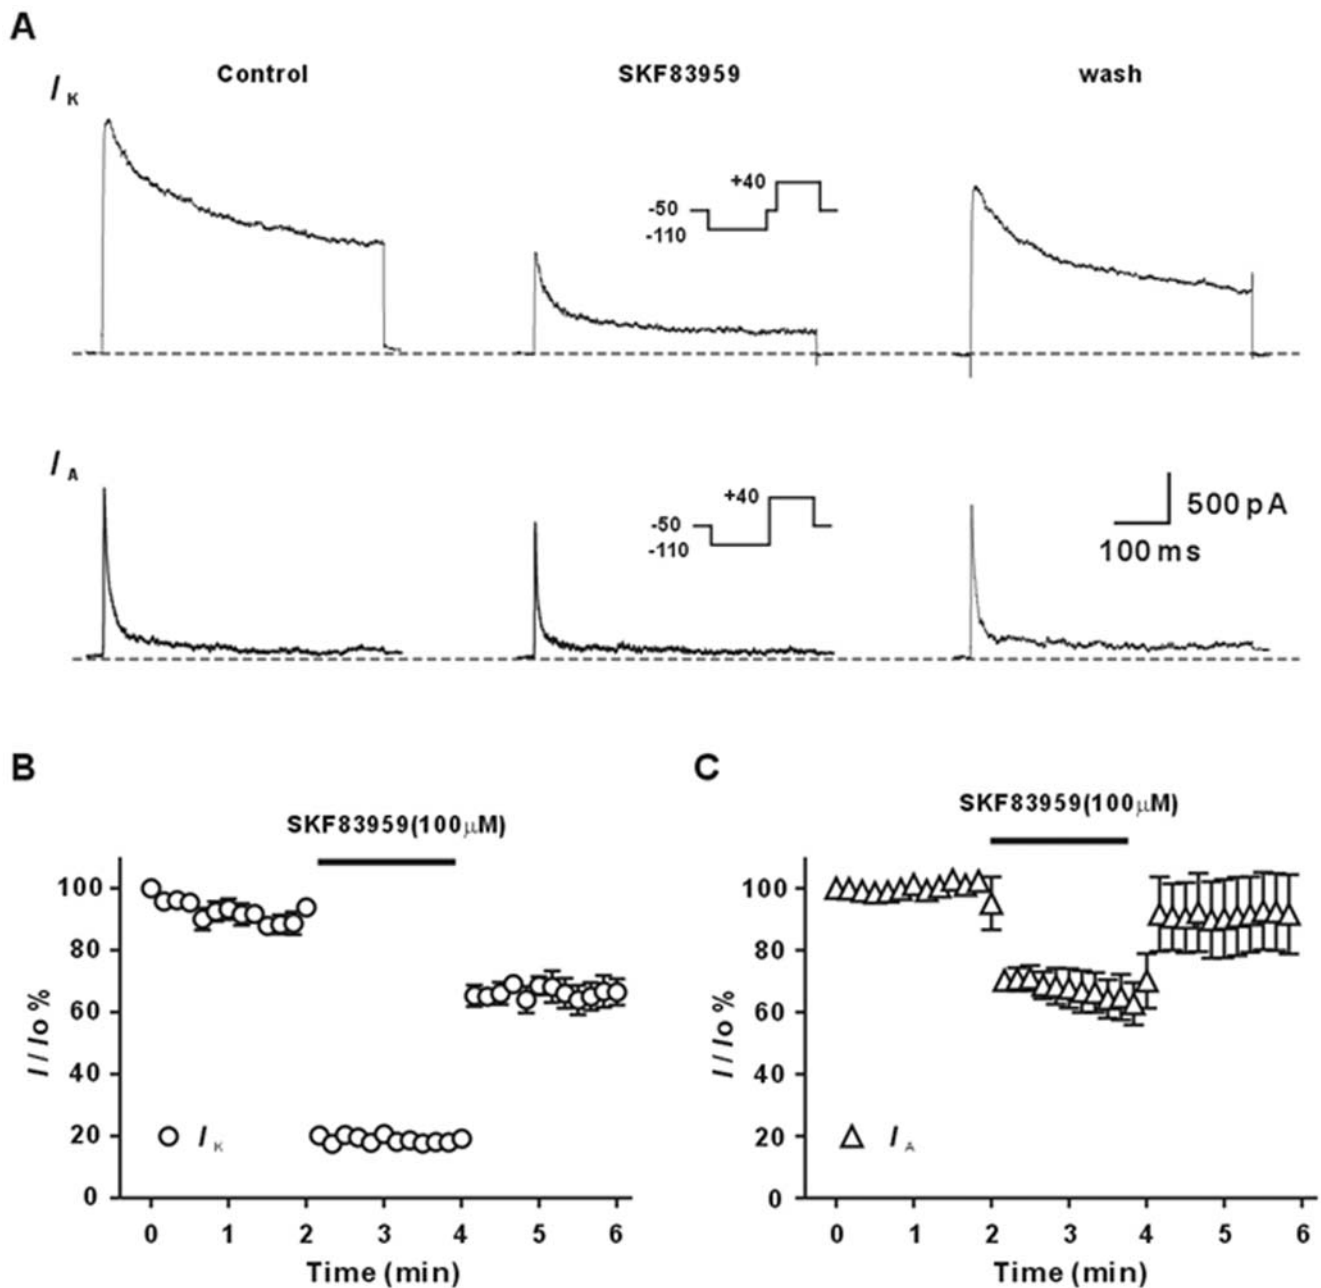 A
Control SKF83959 wash
I K
+40
-50
-110
I A
+40
-50
-110
500 pA
100 ms
B
C
SKF83959(100µM)
SKF83959(100µM)
I / Io %
100
80
60
40
20
0
I K
0 1 2 3 4 5 6
Time (min)
I / Io %
100
80
60
40
20
0
I A
0 1 2 3 4 5 6
Time (min)